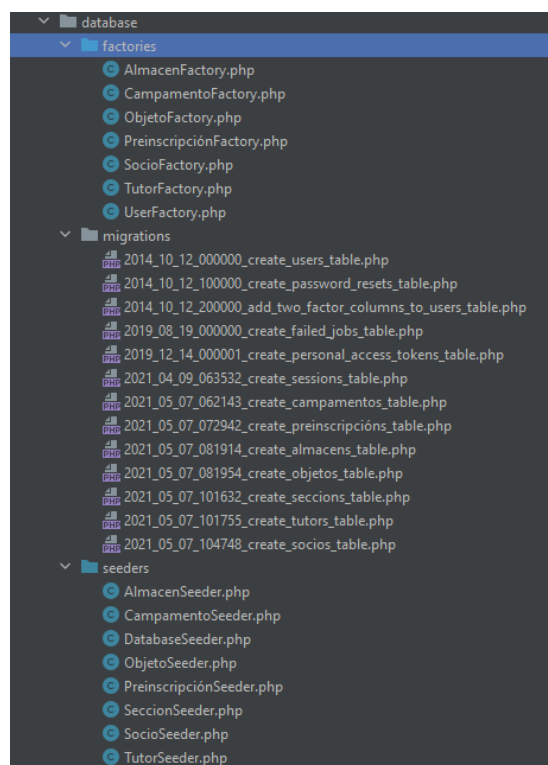 database
factories
AlmacenFactory.php
CampamentoFactory.php
ObjetoFactory.php
PreinscripciónFactory.php
SocioFactory.php
TutorFactory.php
UserFactory.php
migrations
2014_10_12_000000_create_users_table.php
2014_10_12_100000_create_password_resets_table.php
2014_10_12_200000_add_two_factor_columns_to_users_table.php
2019_08_19_000000_create_failed_jobs_table.php
2019_12_14_000001_create_personal_access_tokens_table.php
2021_04_09_063532_create_sessions_table.php
2021_05_07_062143_create_campamentos_table.php
2021_05_07_072942_create_preinscripcións_table.php
2021_05_07_081914_create_almacens_table.php
2021_05_07_081954_create_objetos_table.php
2021_05_07_101632_create_seccions_table.php
2021_05_07_101755_create_tutors_table.php
2021_05_07_104748_create_socios_table.php
seeders
AlmacenSeeder.php
CampamentoSeeder.php
DatabaseSeeder.php
ObjetoSeeder.php
PreinscripciónSeeder.php
SeccionSeeder.php
SocioSeeder.php
TutorSeeder.php